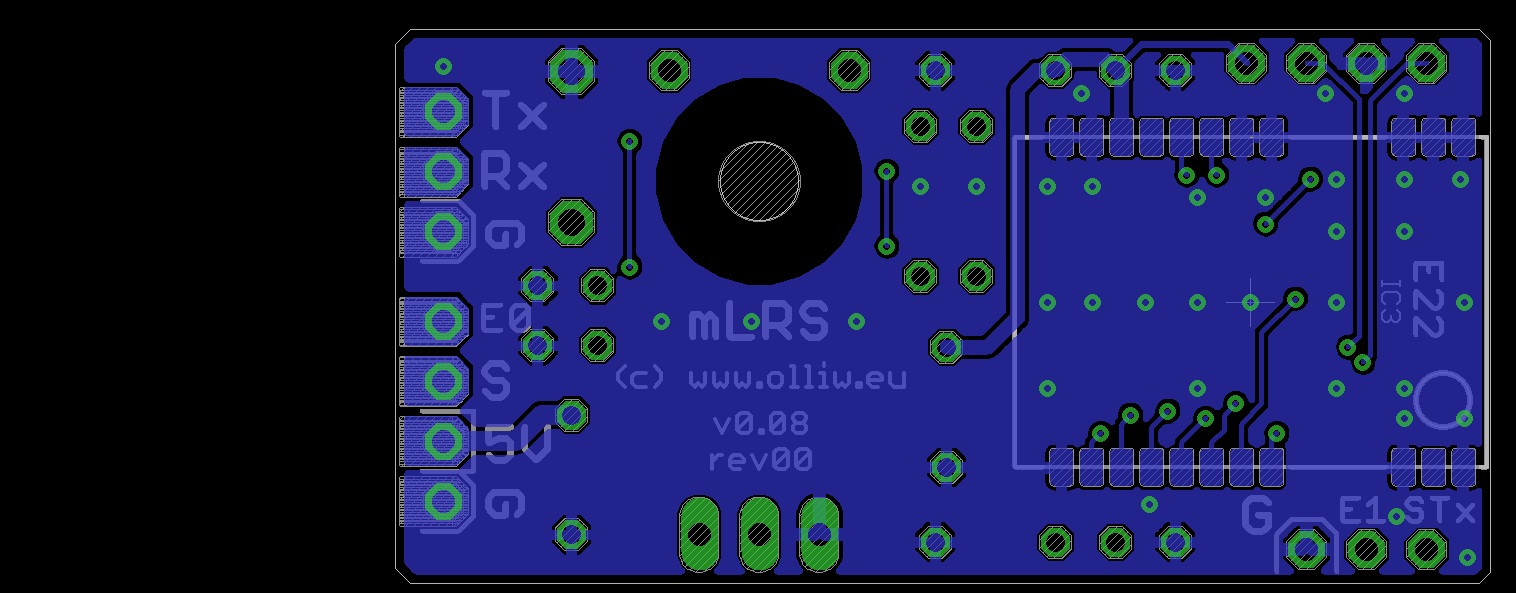 Tx
Rx
G
E0
S
5V
G
mLRS
(c) www.olliw.eu
v0.08
rev00
IC3
E22
G
E1 STx